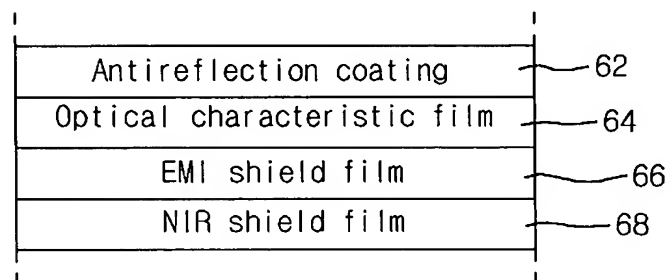 Antireflection coating 62
Optical characteristic film 64
EMI shield film 66
NIR shield film 68